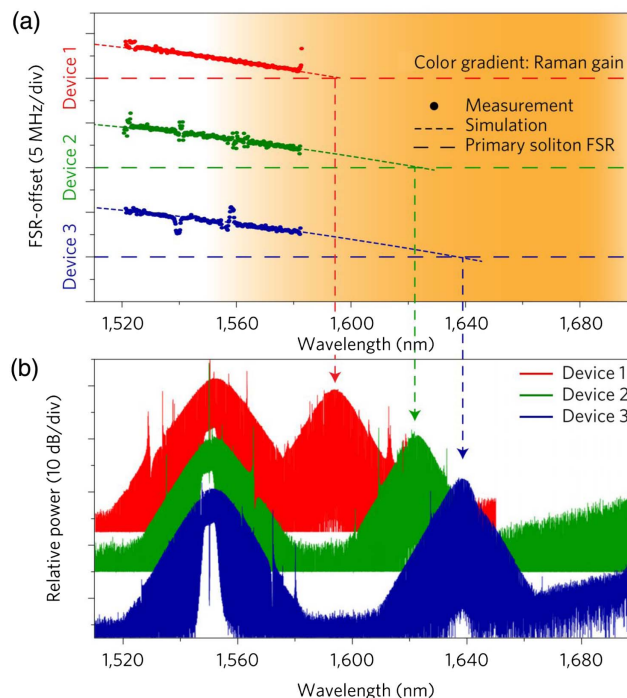 (a)
FSR-offset (5 MHz/div)
Device 1
Device 2
Device 3
Color gradient: Raman gain
Measurement
Simulation
Primary soliton FSR
1,520 1,560 1,600 1,640 1,680
Wavelength (nm)
(b)
Relative power (10 dB/div)
Device 1
Device 2
Device 3
1,520 1,560 1,600 1,640 1,680
Wavelength (nm)